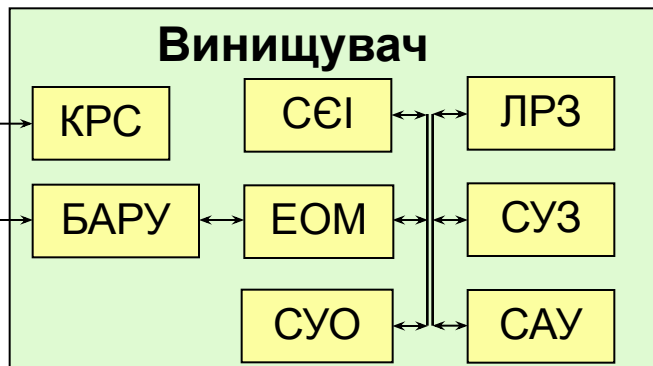 Винищувач
КРС
СЄІ
ЛРЗ
БАРУ
ЕОМ
СУЗ
СУО
САУ